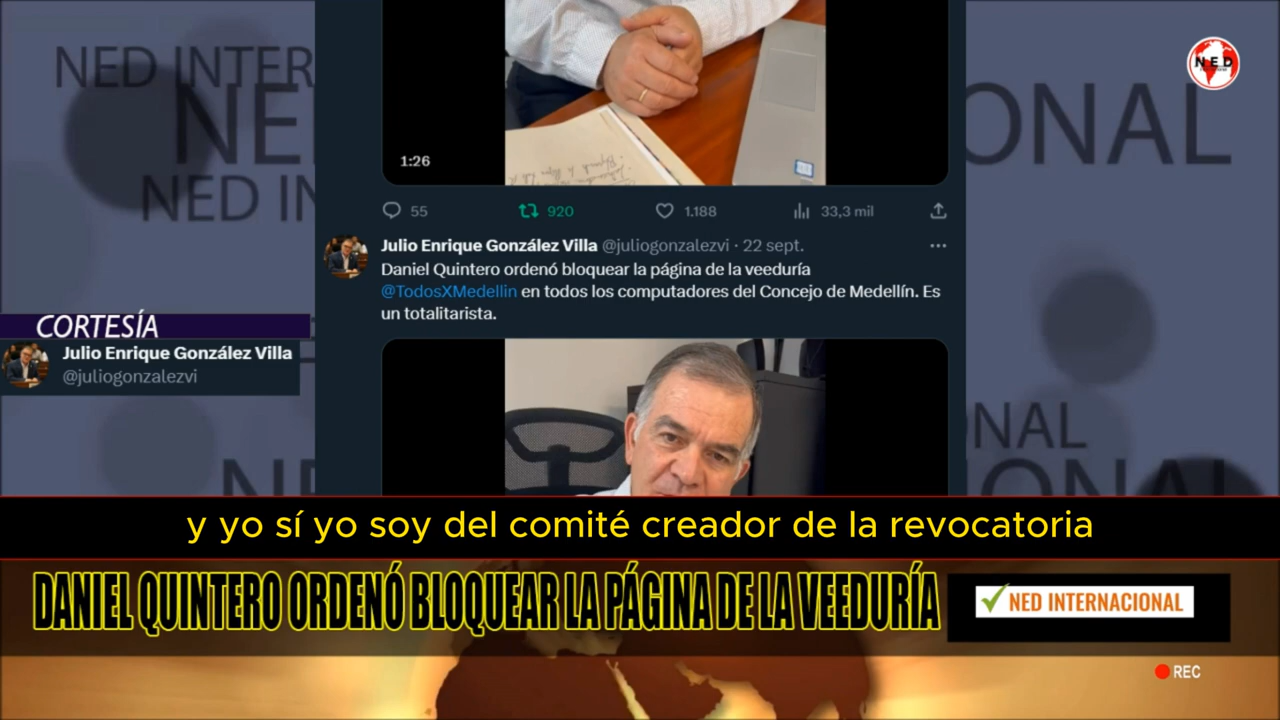 NED INTER
NE
NED IN
ONAL
NED
1:26
55
920
1.188
33,3 mil
Julio Enrique González Villa @juliogonzalezvi · 22 sept.
Daniel Quintero ordenó bloquear la página de la veeduría
@TodosXMedellin en todos los computadores del Concejo de Medellín. Es
un totalitarista.
CORTESÍA
Julio Enrique González Villa
@juliogonzalezvi
NAL
y yo sí yo soy del comité creador de la revocatoria
DANIEL QUINTERO ORDENÓ BLOQUEAR LA PÁGINA DE LA VEEDURÍA
NED INTERNACIONAL
REC